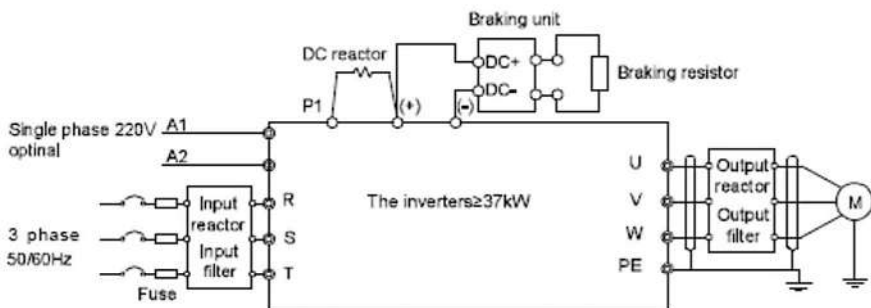 Braking unit
DC reactor
DC+
DC-
Braking resistor
P1
(+)
(-)
Single phase 220V
optinal
A1
A2
3 phase
50/60Hz
Fuse
Input
reactor
Input
filter
R
S
T
The inverters≥37kW
U
V
W
PE
Output
reactor
Output
filter
M